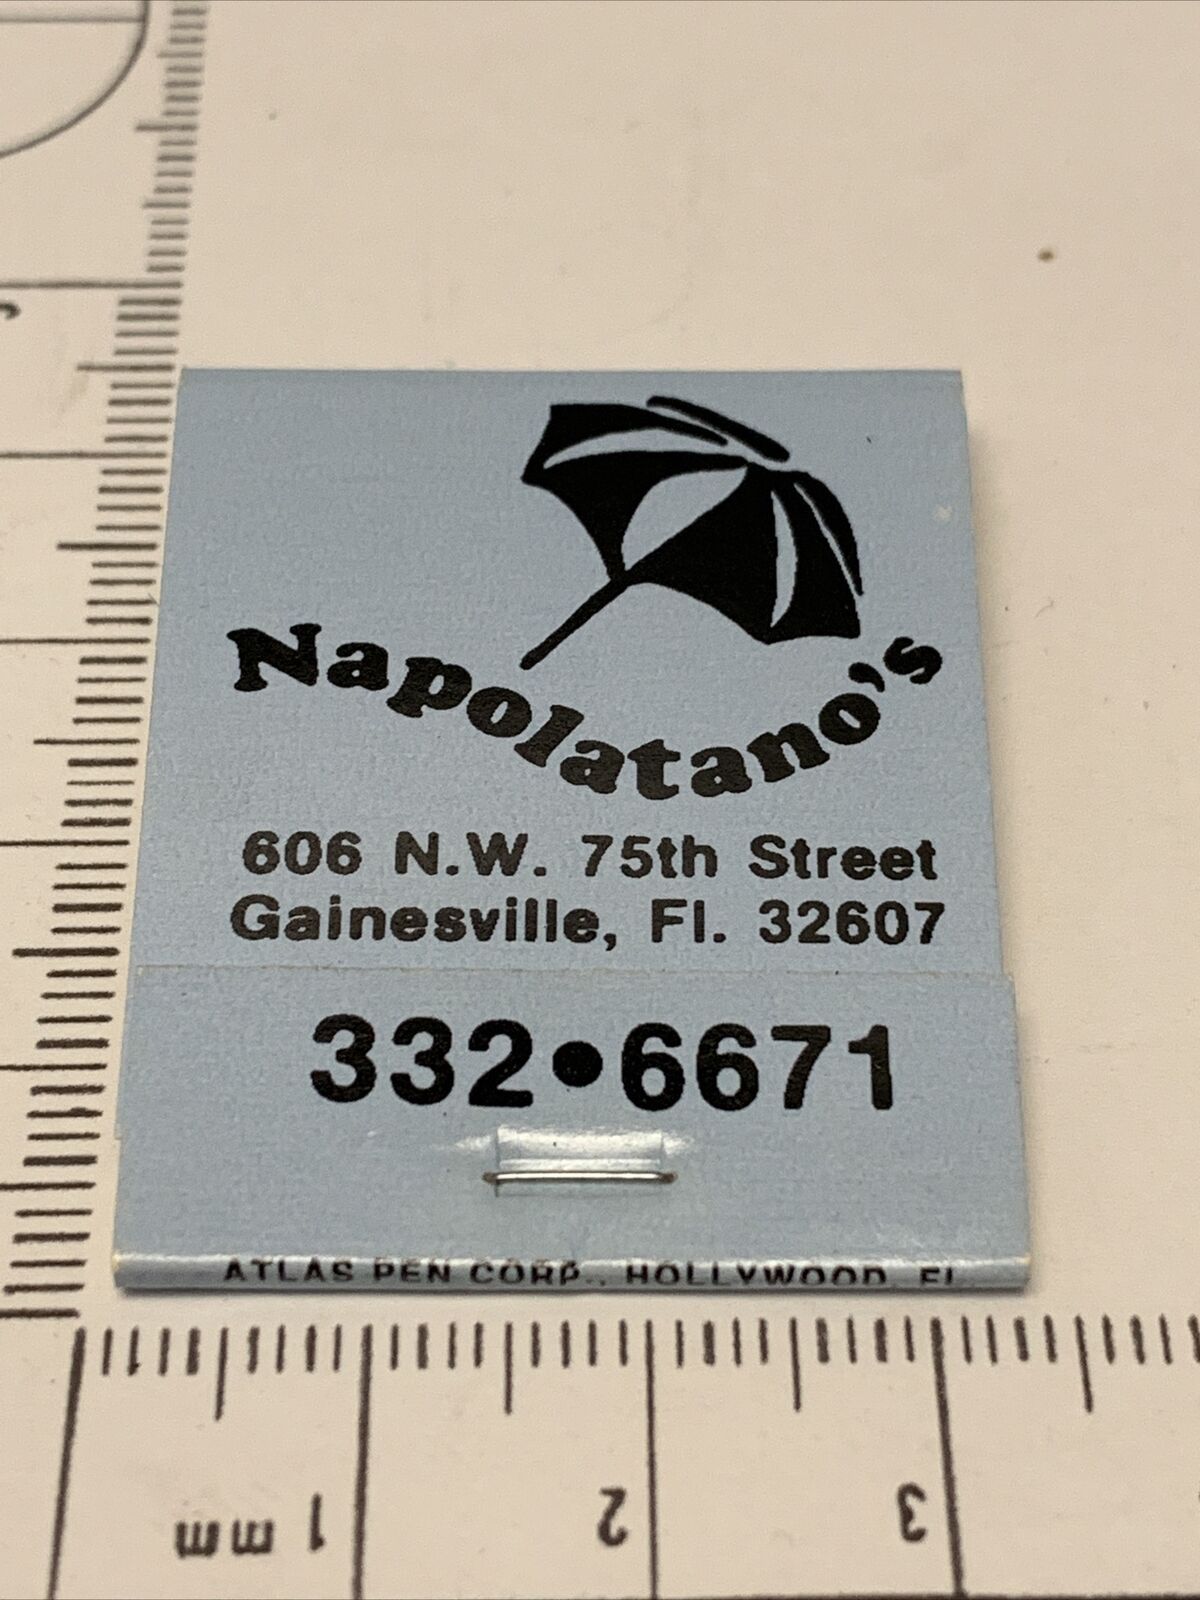 Napolatano's
606 N.W. 75th Street
Gainesville, Fl. 32607
332•6671
ATLAS PEN CORP., HOLLYWOOD, FL.
mm 1 2 3